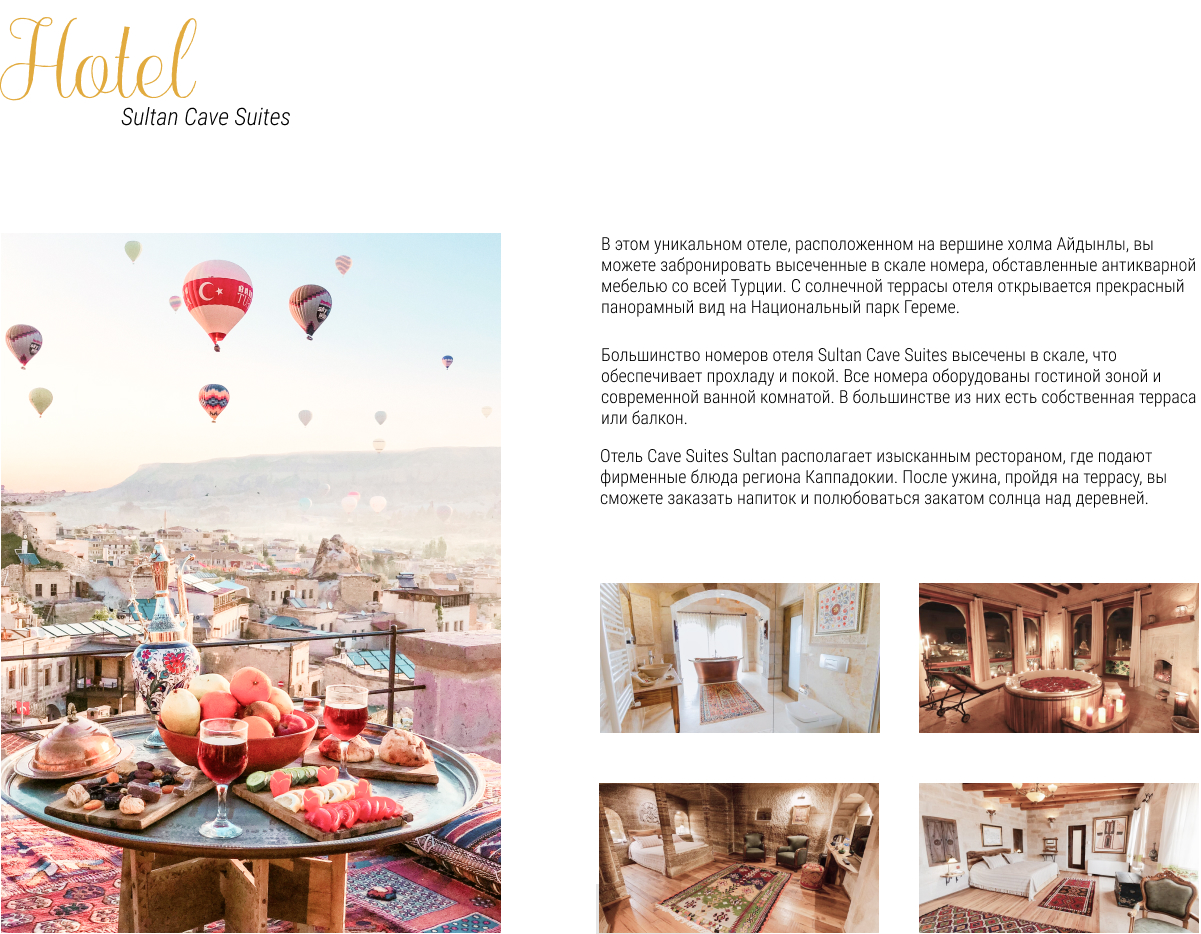 Hotel
Sultan Cave Suites
В этом уникальном отеле, расположенном на вершине холма Айдынлы, вы
можете забронировать высеченные в скале номера, обставленные антикварной
мебелью со всей Турции. С солнечной террасы отеля открывается прекрасный
панорамный вид на Национальный парк Гереме.
Большинство номеров отеля Sultan Cave Suites высечены в скале, что
обеспечивает прохладу и покой. Все номера оборудованы гостиной зоной и
современной ванной комнатой. В большинстве из них есть собственная терраса
или балкон.
Отель Cave Suites Sultan располагает изысканным рестораном, где подают
фирменные блюда региона Каппадокии. После ужина, пройдя на террасу, вы
сможете заказать напиток и полюбоваться закатом солнца над деревней.